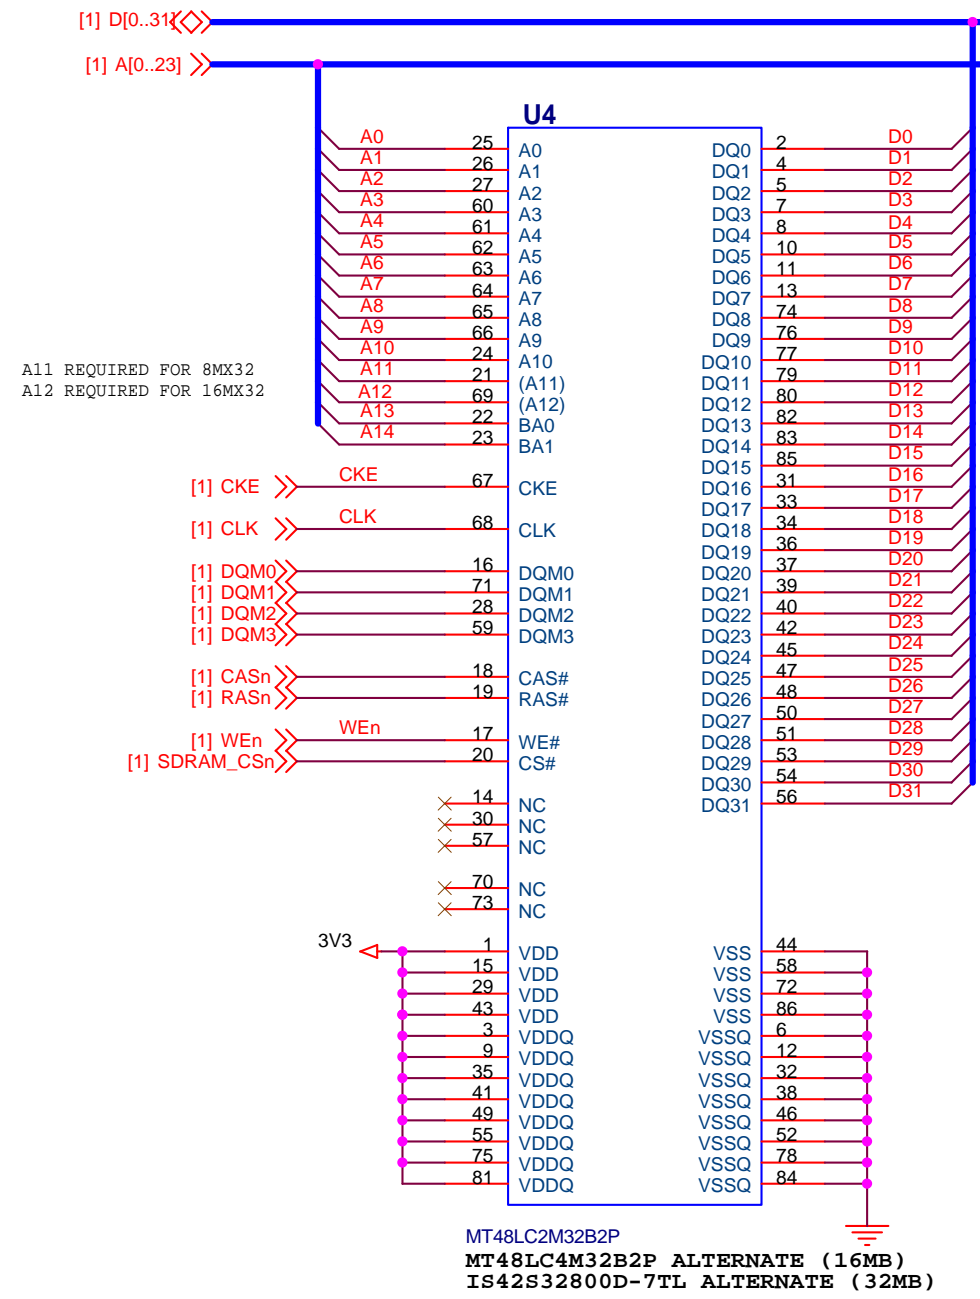 [1] D[0..31]
[1] A[0..23]
U4
A0 25 A0 DQ0 2 D0
A1 26 A1 DQ1 4 D1
A2 27 A2 DQ2 5 D2
A3 60 A3 DQ3 7 D3
A4 61 A4 DQ4 8 D4
A5 62 A5 DQ5 10 D5
A6 63 A6 DQ6 11 D6
A7 64 A7 DQ7 13 D7
A8 65 A8 DQ8 74 D8
A9 66 A9 DQ9 76 D9
A10 24 A10 DQ10 77 D10
A11 REQUIRED FOR 8MX32 A11 21 (A11) DQ11 79 D11
A12 REQUIRED FOR 16MX32 A12 69 (A12) DQ12 80 D12
A13 22 BA0 DQ13 82 D13
A14 23 BA1 DQ14 83 D14
DQ15 85 D15
[1] CKE CKE 67 CKE DQ16 31 D16
DQ17 33 D17
[1] CLK CLK 68 CLK DQ18 34 D18
DQ19 36 D19
[1] DQM0 16 DQM0 DQ20 37 D20
[1] DQM1 71 DQM1 DQ21 39 D21
[1] DQM2 28 DQM2 DQ22 40 D22
[1] DQM3 59 DQM3 DQ23 42 D23
DQ24 45 D24
[1] CASn 18 CAS# DQ25 47 D25
[1] RASn 19 RAS# DQ26 48 D26
DQ27 50 D27
[1] WEn WEn 17 WE# DQ28 51 D28
[1] SDRAM_CSn 20 CS# DQ29 53 D29
DQ30 54 D30
14 NC DQ31 56 D31
30 NC
57 NC
70 NC
73 NC
3V3 1 VDD VSS 44
15 VDD VSS 58
29 VDD VSS 72
43 VDD VSS 86
3 VDDQ VSSQ 6
9 VDDQ VSSQ 12
35 VDDQ VSSQ 32
41 VDDQ VSSQ 38
49 VDDQ VSSQ 46
55 VDDQ VSSQ 52
75 VDDQ VSSQ 78
81 VDDQ VSSQ 84
MT48LC2M32B2P
MT48LC4M32B2P ALTERNATE (16MB)
IS42S32800D-7TL ALTERNATE (32MB)